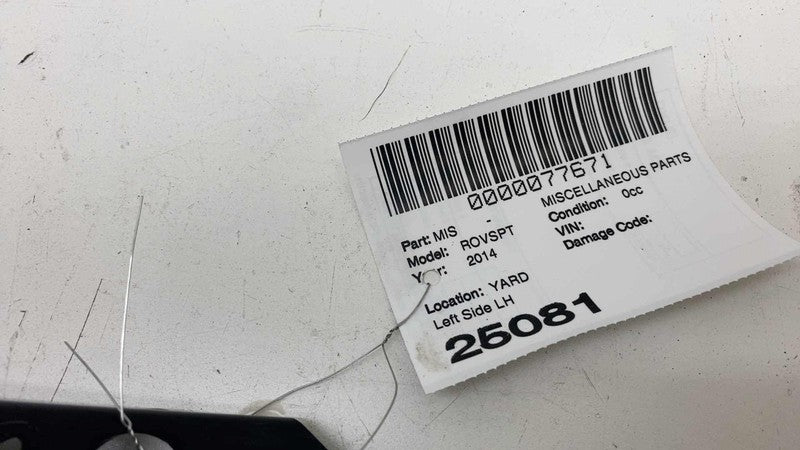 0000077671
Part: MIS - MISCELLANEOUS PARTS
Model: ROVSPT Condition: 0cc
Year: 2014 VIN:
Damage Code:
Location: YARD
Left Side LH
25081